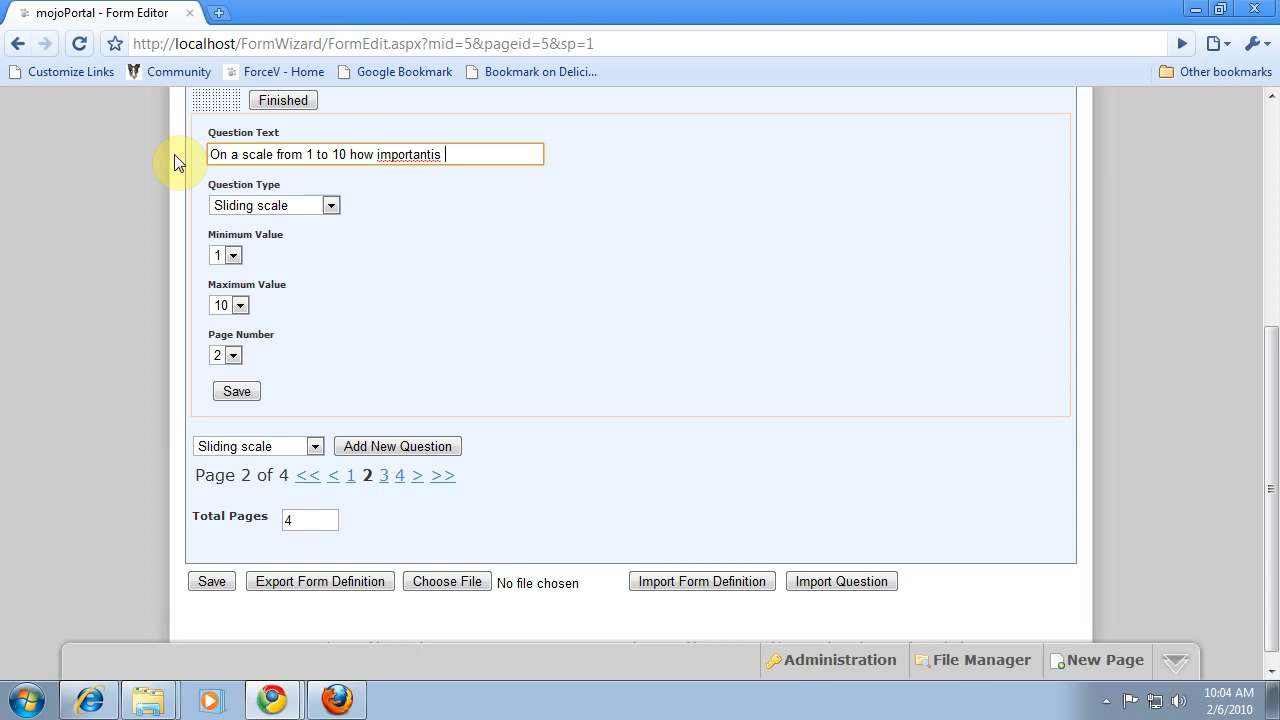 mojoPortal - Form Editor
http://localhost/FormWizard/FormEdit.aspx?mid=5&pageid=5&sp=1
Customize Links Community ForceV - Home Google Bookmark Bookmark on Delici... Other bookmarks
Finished
Question Text
On a scale from 1 to 10 how importantis
Question Type
Sliding scale
Minimum Value
1
Maximum Value
10
Page Number
2
Save
Sliding scale Add New Question
Page 2 of 4 << < 1 2 3 4 > >>
Total Pages 4
Save Export Form Definition Choose File No file chosen Import Form Definition Import Question
Administration File Manager New Page
10:04 AM
2/6/2010